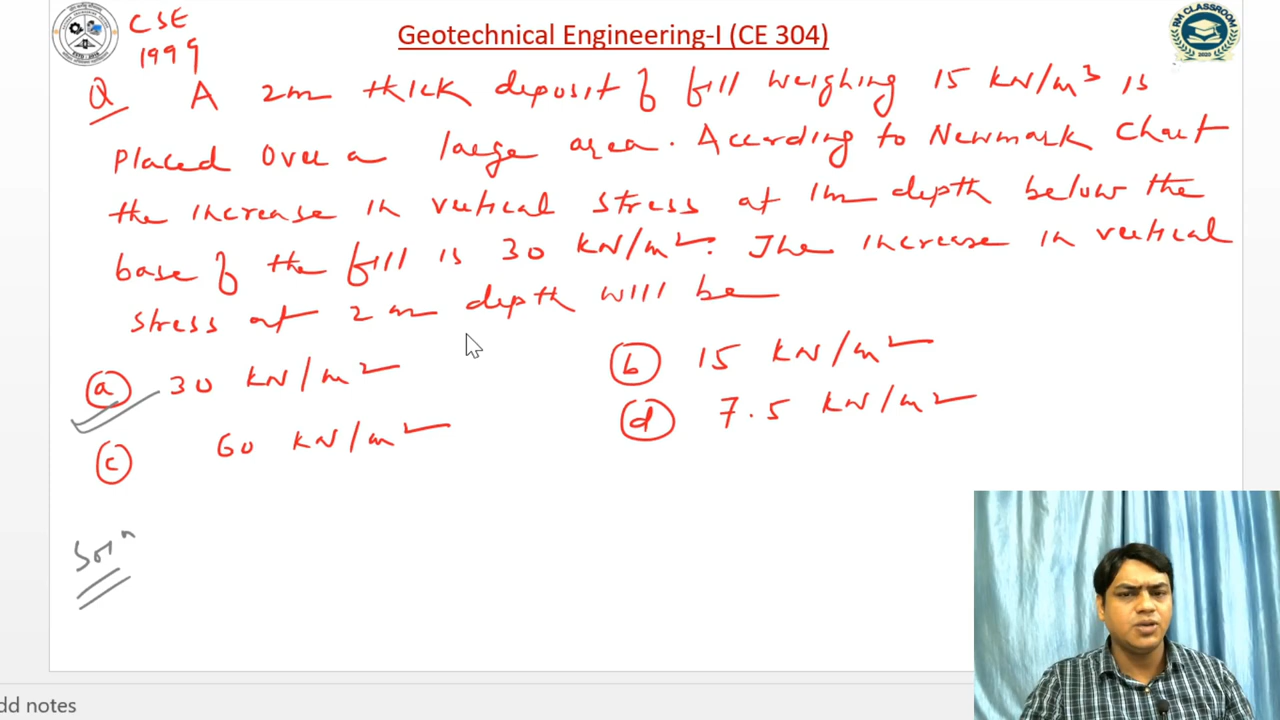 CSE
1999
Geotechnical Engineering-I (CE 304)
RM CLASSROOM
Q A 2m thick deposit of fill weighing 15 kN/m³ is
placed over a large area. According to Newmark Chart
the increase in vertical stress at 1m depth below the
base of the fill is 30 kN/m². The increase in vertical
stress at 2m depth will be
(a) 30 kN/m² (b) 15 kN/m²
(c) 60 kN/m² (d) 7.5 kN/m²
Solⁿ
dd notes